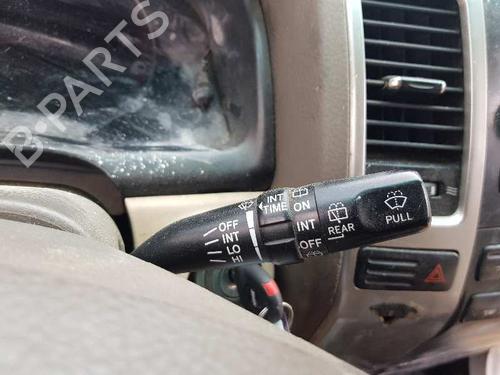 B-PARTS
INT
TIME
ON
INT
OFF
REAR
PULL
OFF
INT
LO
HI